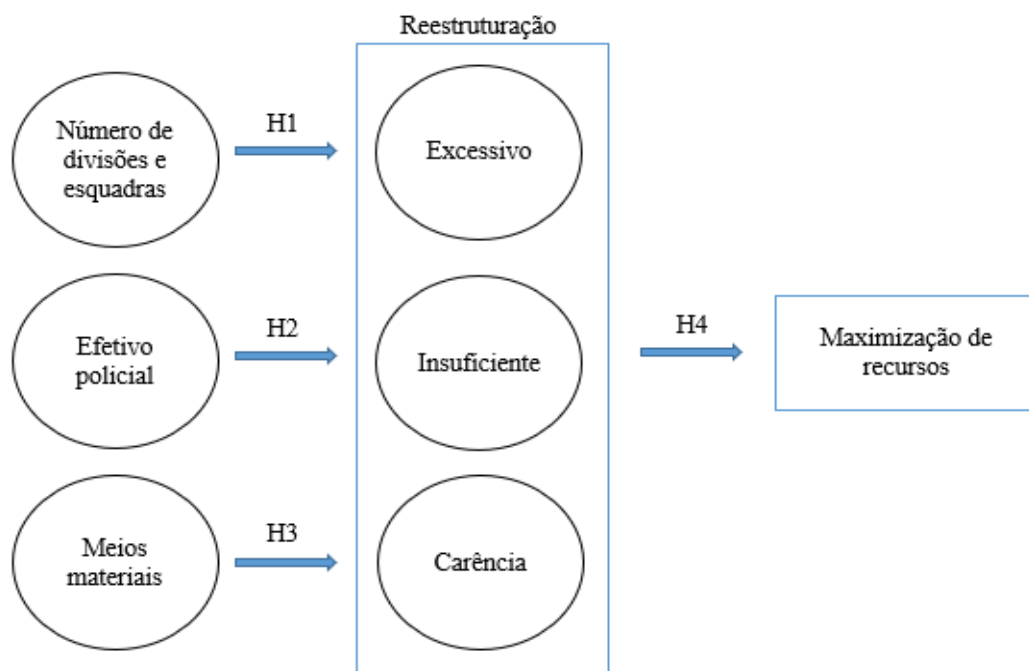 Reestruturação
Número de
divisões e
esquadras
H1
Excessivo
Efetivo
policial
H2
Insuficiente
H4
Maximização de
recursos
Meios
materiais
H3
Carência